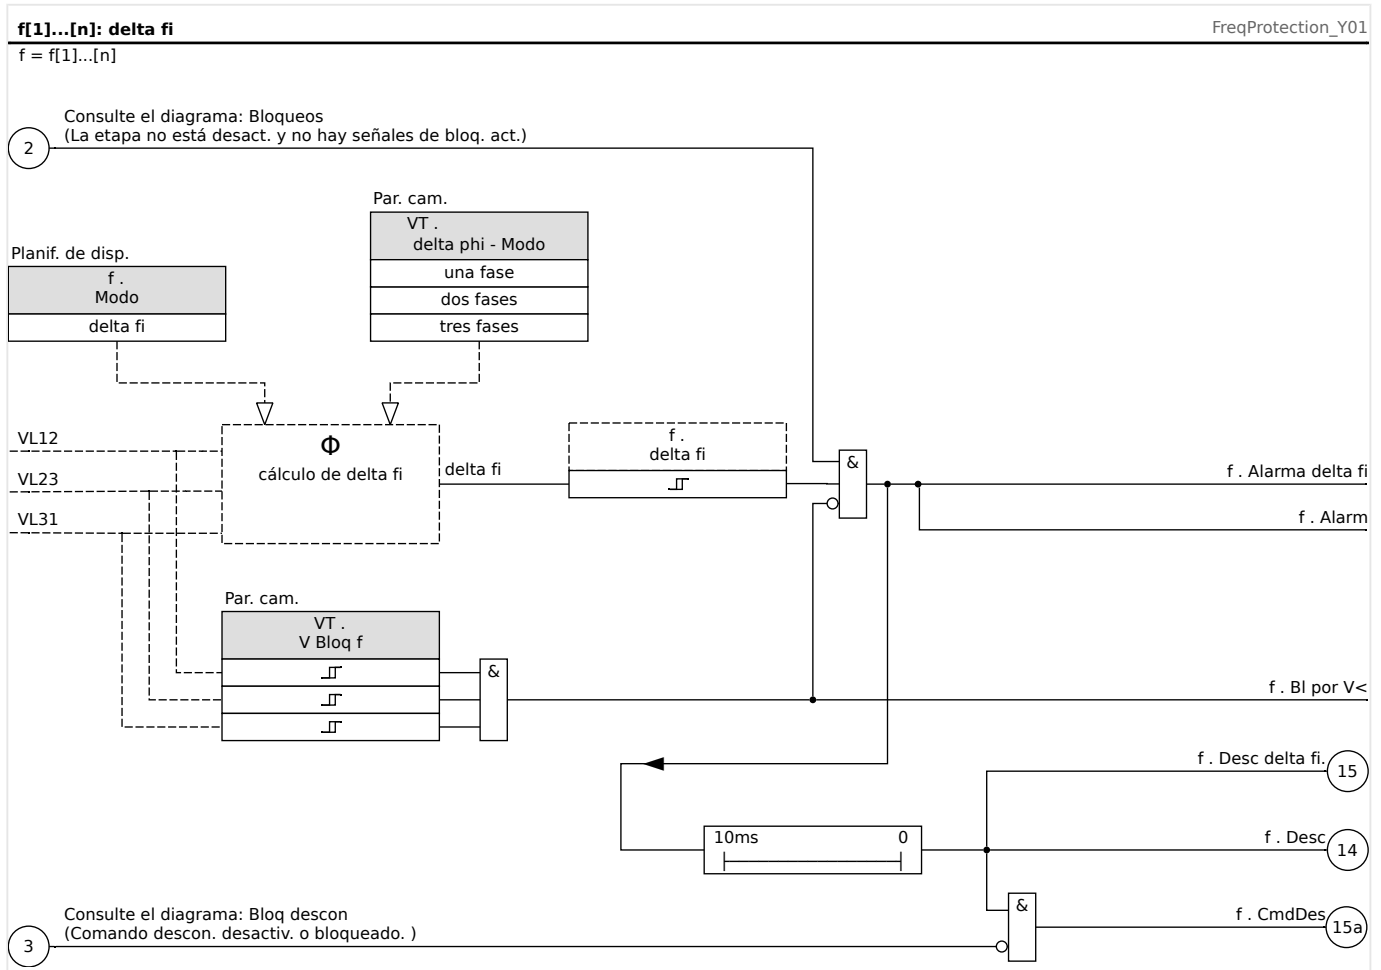 f[1]...[n]: delta fi
FreqProtection_Y01
f = f[1]...[n]
Consulte el diagrama: Bloqueos
(La etapa no está desact. y no hay señales de bloq. act.)
2
Par. cam.
VT .
delta phi - Modo
una fase
dos fases
tres fases
Planif. de disp.
f .
Modo
delta fi
VL12
VL23
VL31
Φ
cálculo de delta fi
delta fi
f .
delta fi
&
f . Alarma delta fi
f . Alarm
Par. cam.
VT .
V Bloq f
&
f . Bl por V<
f . Desc delta fi.
15
10ms
0
f . Desc
14
Consulte el diagrama: Bloq descon
(Comando descon. desactiv. o bloqueado. )
3
&
f . CmdDes
15a